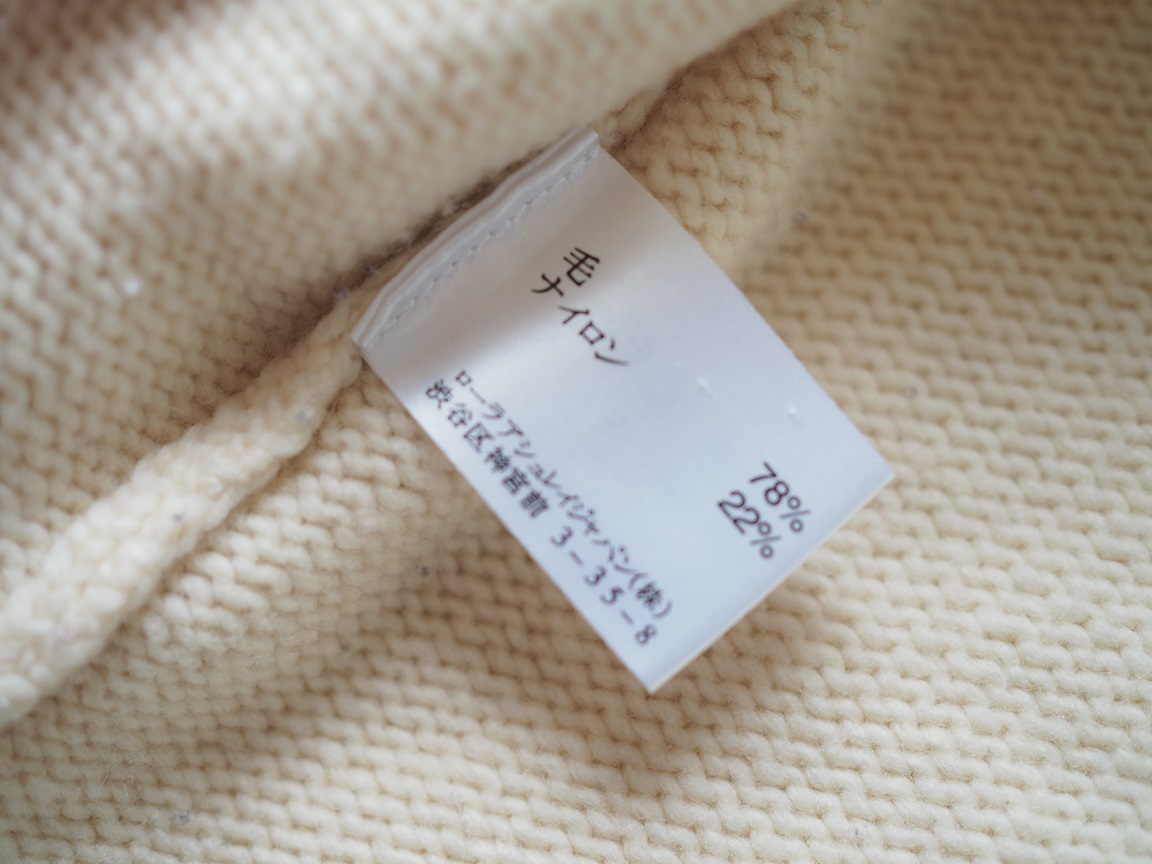 毛 78%
ナイロン 22%
ローラアシュレイジャパン(株)
渋谷区神宮前 3-35-8